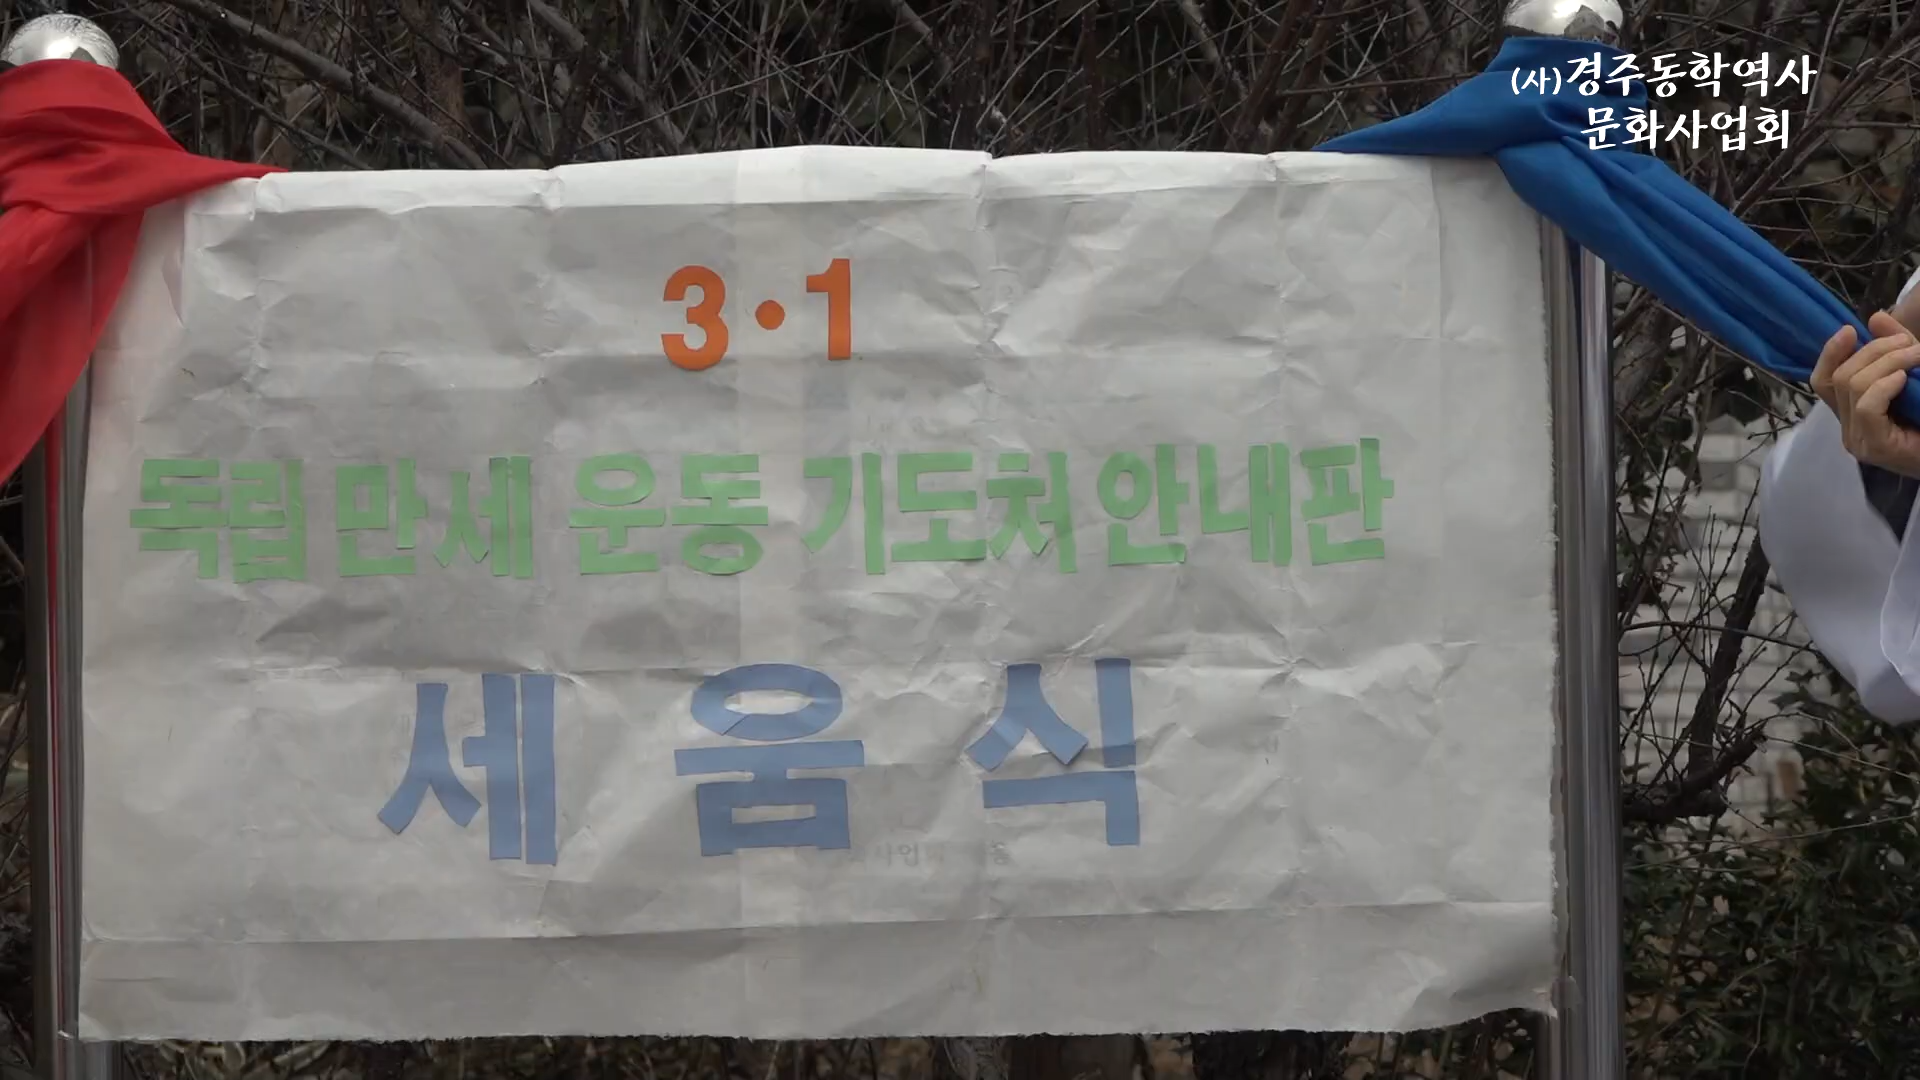 (사)경주동학역사
문화사업회
3·1
독립 만세 운동 기도처 안내판
세 움 식